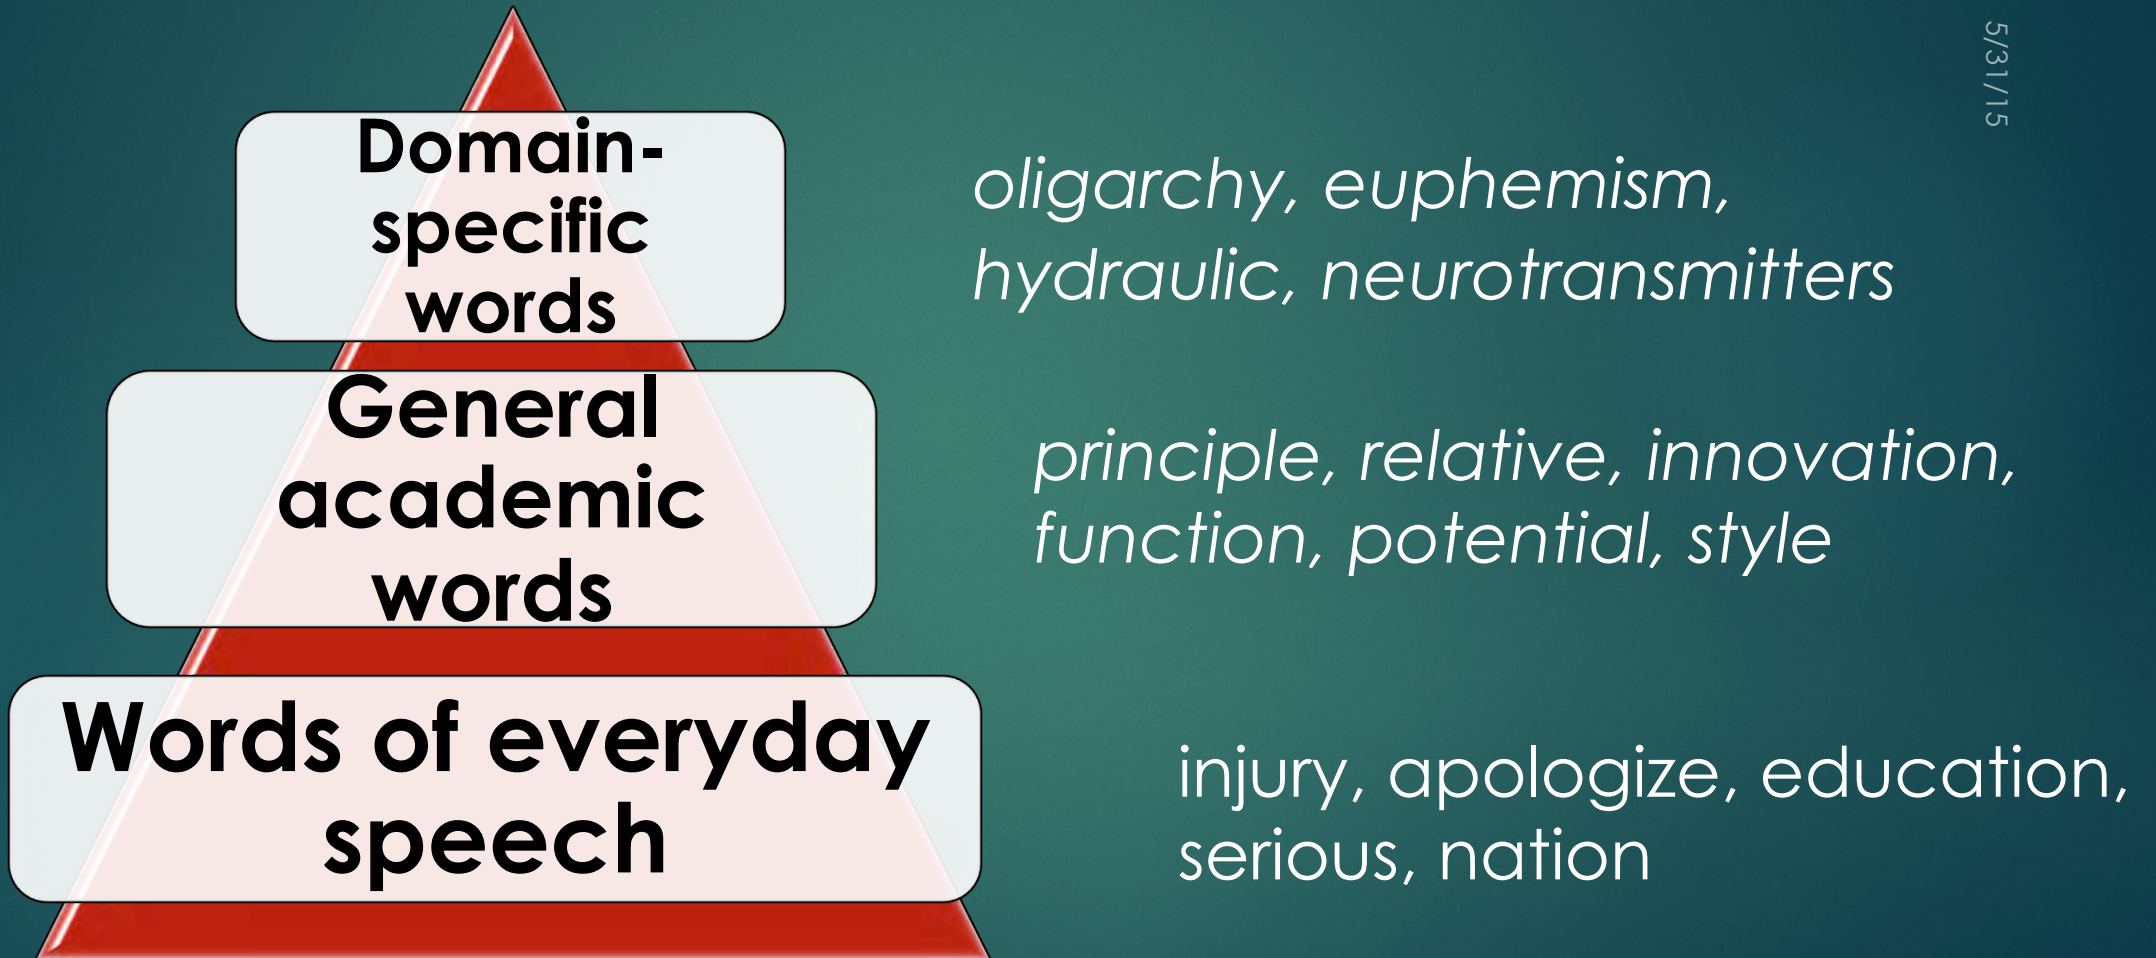 5/31/15
Domain-
specific
words
oligarchy, euphemism,
hydraulic, neurotransmitters
General
academic
words
principle, relative, innovation,
function, potential, style
Words of everyday
speech
injury, apologize, education,
serious, nation